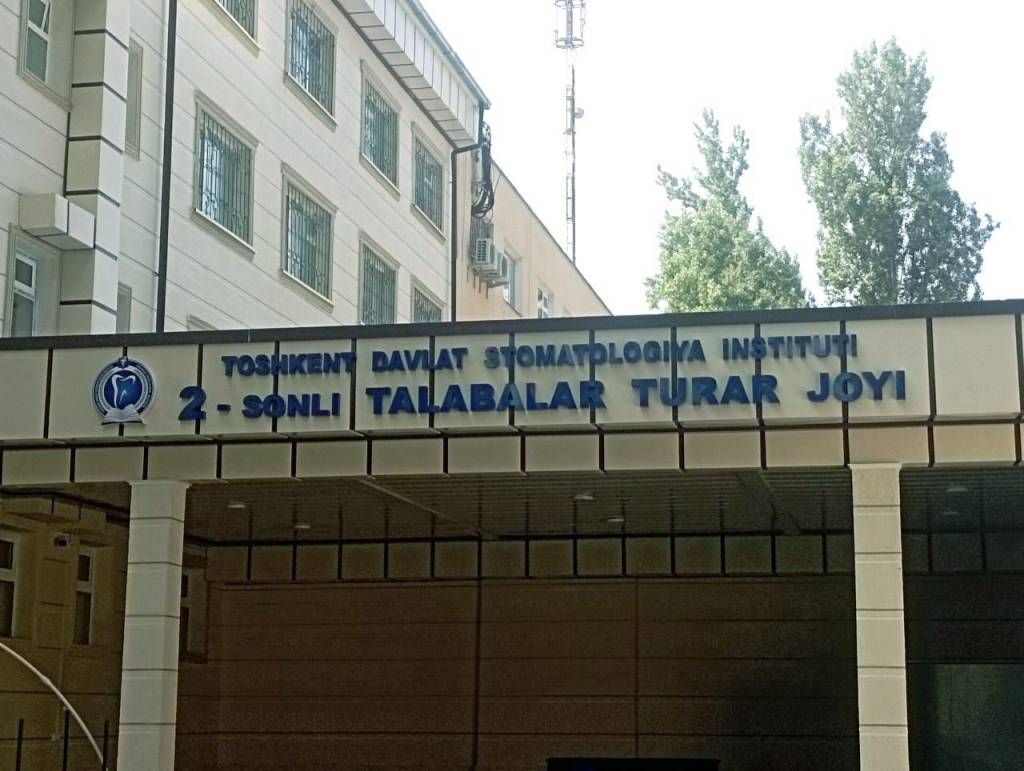 TOSHKENT DAVLAT STOMATOLOGIYA INSTITUTI
2 - SONLI TALABALAR TURAR JOYI